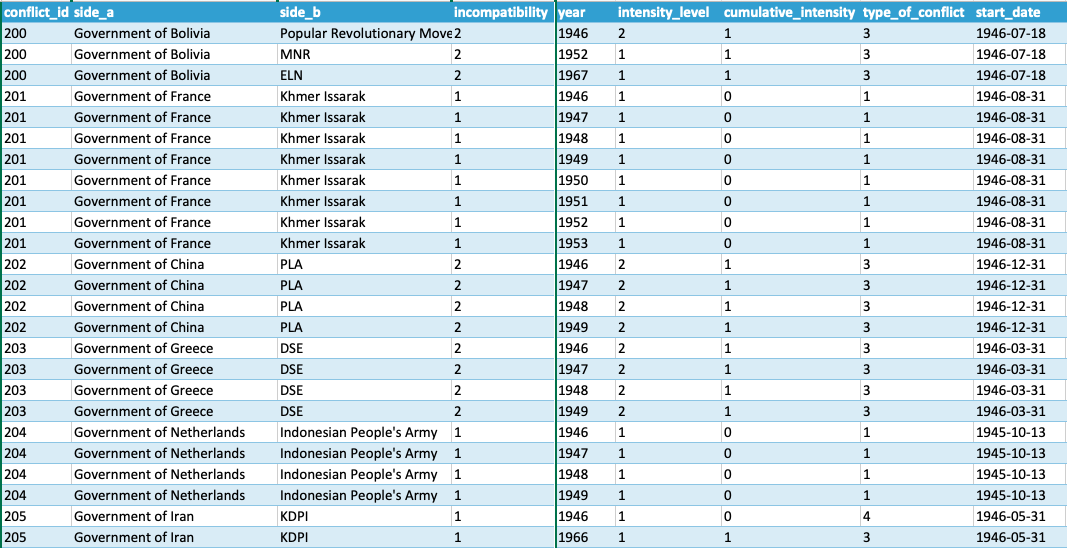 conflict_id side_a side_b incompatibility year intensity_level cumulative_intensity type_of_conflict start_date
200 Government of Bolivia Popular Revolutionary Move 2 1946 2 1 3 1946-07-18
200 Government of Bolivia MNR 2 1952 1 1 3 1946-07-18
200 Government of Bolivia ELN 2 1967 1 1 3 1946-07-18
201 Government of France Khmer Issarak 1 1946 1 0 1 1946-08-31
201 Government of France Khmer Issarak 1 1947 1 0 1 1946-08-31
201 Government of France Khmer Issarak 1 1948 1 0 1 1946-08-31
201 Government of France Khmer Issarak 1 1949 1 0 1 1946-08-31
201 Government of France Khmer Issarak 1 1950 1 0 1 1946-08-31
201 Government of France Khmer Issarak 1 1951 1 0 1 1946-08-31
201 Government of France Khmer Issarak 1 1952 1 0 1 1946-08-31
201 Government of France Khmer Issarak 1 1953 1 0 1 1946-08-31
202 Government of China PLA 2 1946 2 1 3 1946-12-31
202 Government of China PLA 2 1947 2 1 3 1946-12-31
202 Government of China PLA 2 1948 2 1 3 1946-12-31
202 Government of China PLA 2 1949 2 1 3 1946-12-31
203 Government of Greece DSE 2 1946 2 1 3 1946-03-31
203 Government of Greece DSE 2 1947 2 1 3 1946-03-31
203 Government of Greece DSE 2 1948 2 1 3 1946-03-31
203 Government of Greece DSE 2 1949 2 1 3 1946-03-31
204 Government of Netherlands Indonesian People's Army 1 1946 1 0 1 1945-10-13
204 Government of Netherlands Indonesian People's Army 1 1947 1 0 1 1945-10-13
204 Government of Netherlands Indonesian People's Army 1 1948 1 0 1 1945-10-13
204 Government of Netherlands Indonesian People's Army 1 1949 1 0 1 1945-10-13
205 Government of Iran KDPI 1 1946 1 0 4 1946-05-31
205 Government of Iran KDPI 1 1966 1 1 3 1946-05-31